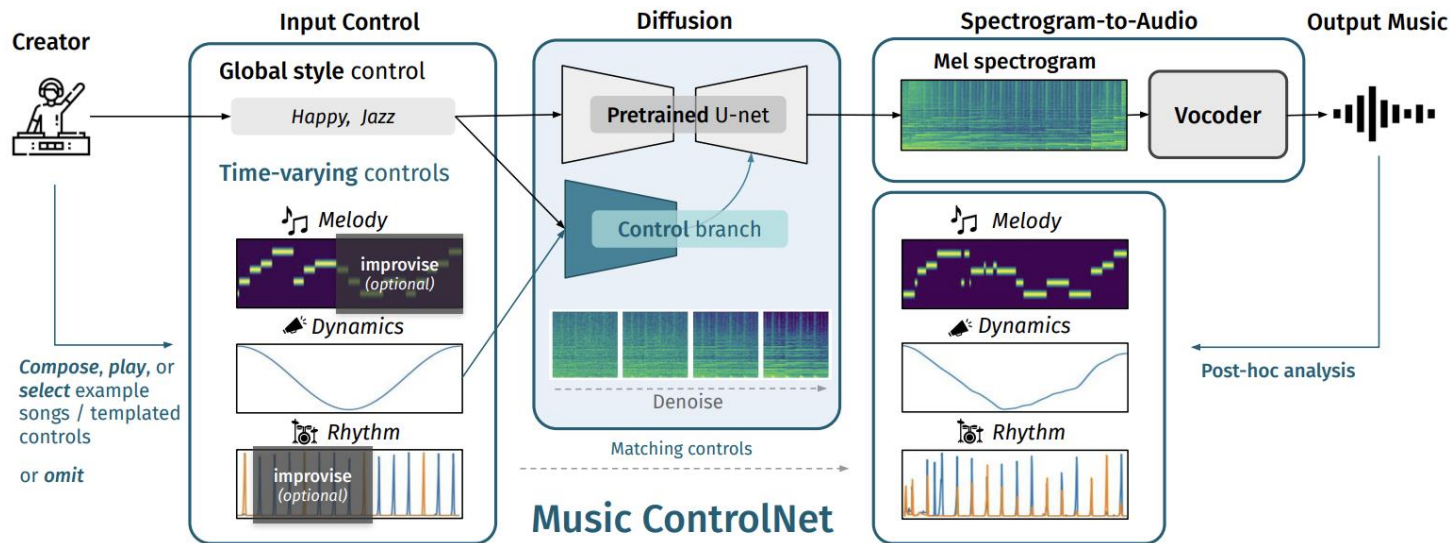 Creator
Input Control
Diffusion
Spectrogram-to-Audio
Output Music
Global style control
Happy, Jazz
Time-varying controls
Melody
improvise
(optional)
Dynamics
Rhythm
improvise
(optional)
Compose, play, or
select example
songs / templated
controls
or omit
Pretrained U-net
Control branch
Denoise
Matching controls
Music ControlNet
Mel spectrogram
Vocoder
Melody
Dynamics
Rhythm
Post-hoc analysis